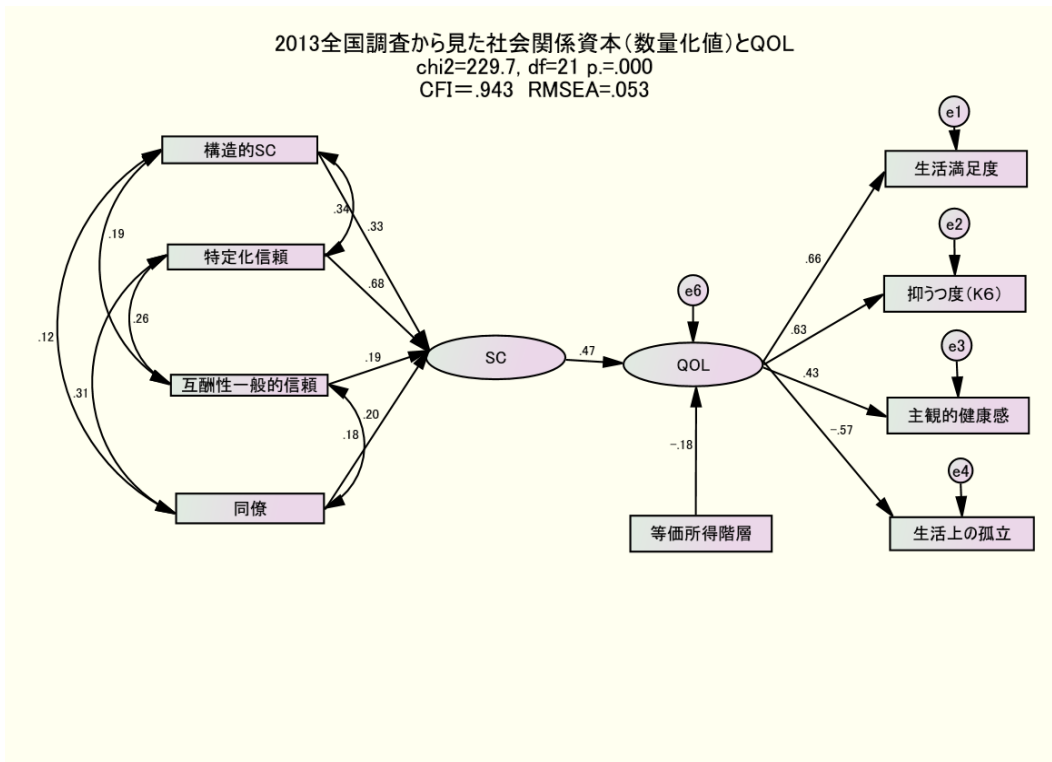 2013全国調査から見た社会関係資本（数量化値）とQOL
chi2=229.7, df=21 p.=.000
CFI＝.943 RMSEA=.053
e1
構造的SC
生活満足度
.34
.33
e2
.19
特定化信頼
.66
.68
e6
抑うつ度（K6）
.26
.63
e3
.12
SC
.47
QOL
.19
.43
互酬性一般的信頼
.31
.20
主観的健康感
.18
-.57
-.18
e4
同僚
等価所得階層
生活上の孤立